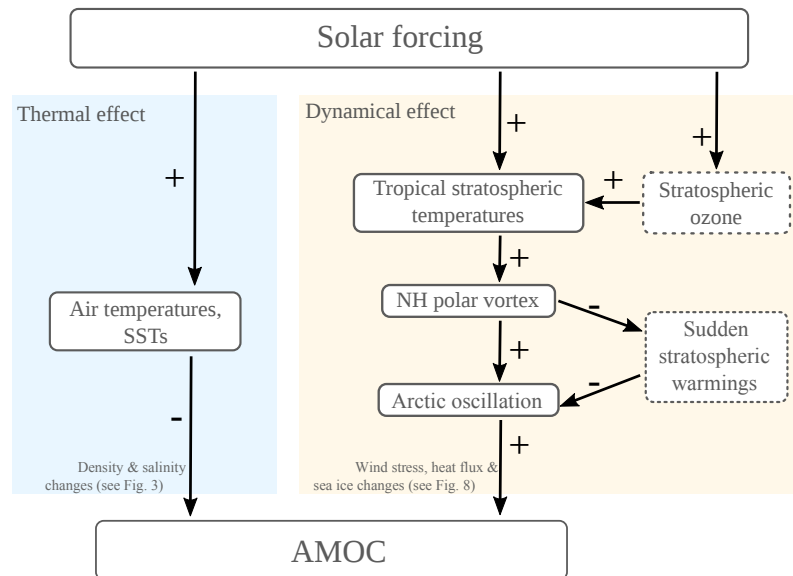 Solar forcing
Thermal effect
Dynamical effect
+
+
+
+
Tropical stratospheric
temperatures
Stratospheric
ozone
+
NH polar vortex
-
Air temperatures,
SSTs
Sudden
stratospheric
warmings
+
-
Arctic oscillation
-
+
Density & salinity
changes (see Fig. 3)
Wind stress, heat flux &
sea ice changes (see Fig. 8)
AMOC